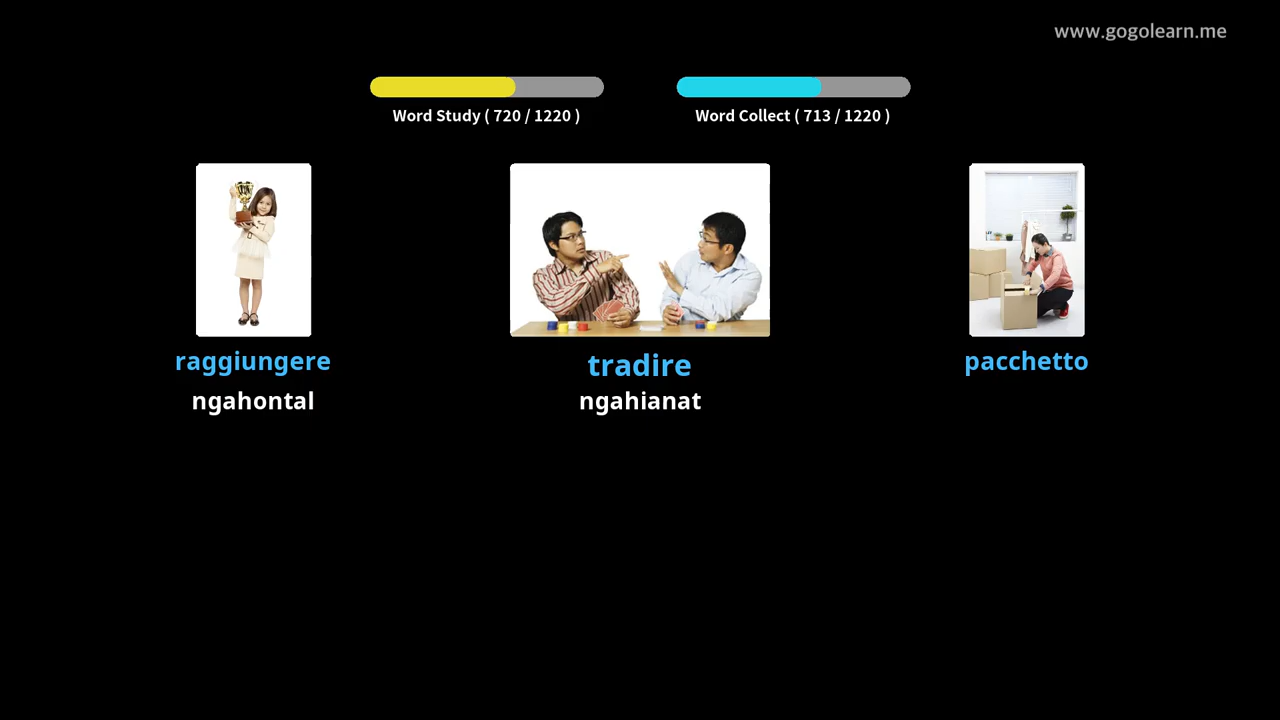 www.gogolearn.me
Word Study ( 720 / 1220 )
Word Collect ( 713 / 1220 )
raggiungere
ngahontal
tradire
ngahianat
pacchetto